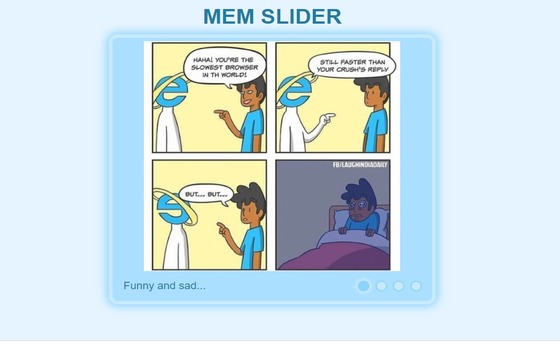 MEM SLIDER
HAHA! YOU'RE THE
SLOWEST BROWSER
IN TH WORLD!
STILL FASTER THAN
YOUR CRUSH'S REPLY
BUT.... BUT....
FB/LAUGHINDIADAILY
Funny and sad...